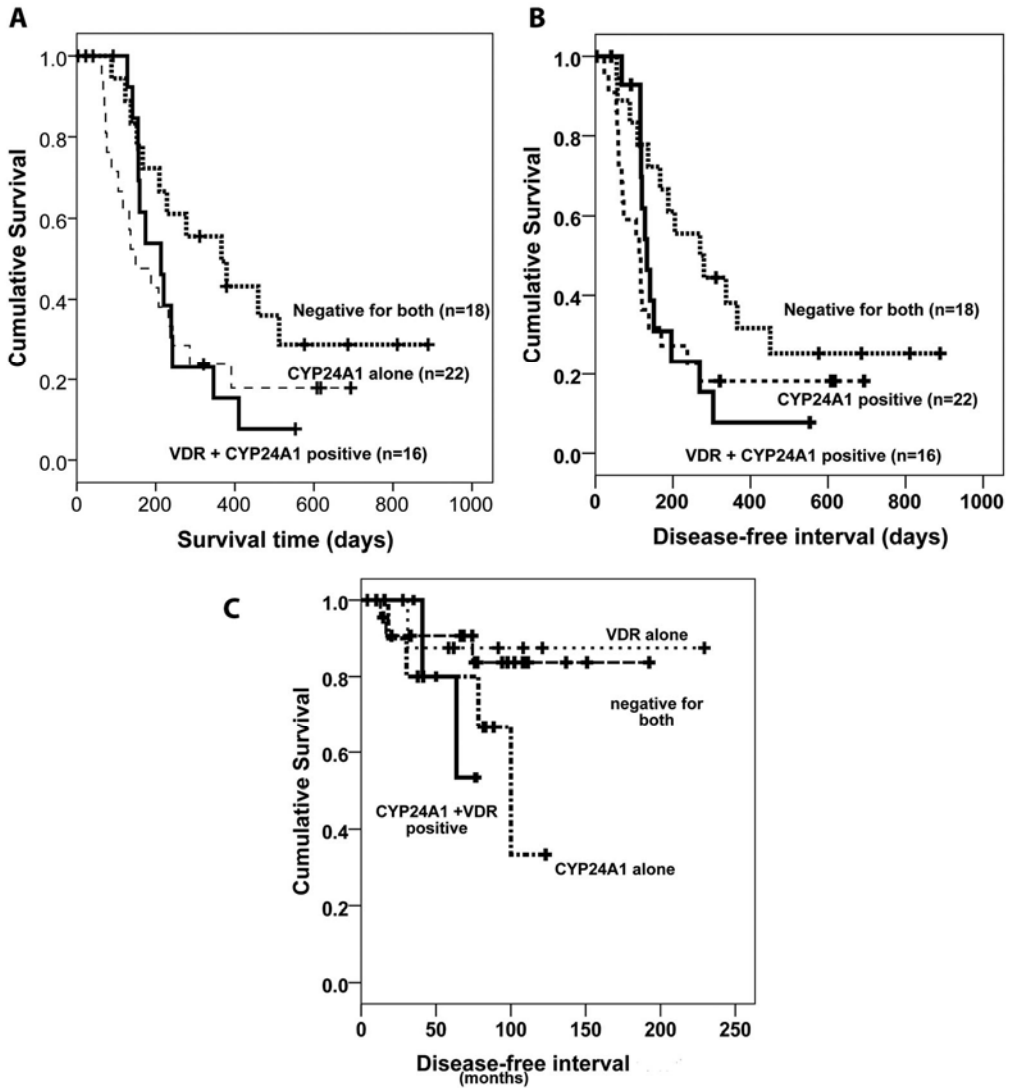 A
Cumulative Survival
1.0
0.8
0.6
0.4
0.2
0.0
Negative for both (n=18)
CYP24A1 alone (n=22)
VDR + CYP24A1 positive (n=16)
0 200 400 600 800 1000
Survival time (days)
B
Cumulative Survival
1.0
0.8
0.6
0.4
0.2
0.0
Negative for both (n=18)
CYP24A1 positive (n=22)
VDR + CYP24A1 positive (n=16)
0 200 400 600 800 1000
Disease-free interval (days)
C
Cumulative Survival
1.0
0.8
0.6
0.4
0.2
0.0
VDR alone
negative for
both
CYP24A1 +VDR
positive
CYP24A1 alone
0 50 100 150 200 250
Disease-free interval
(months)